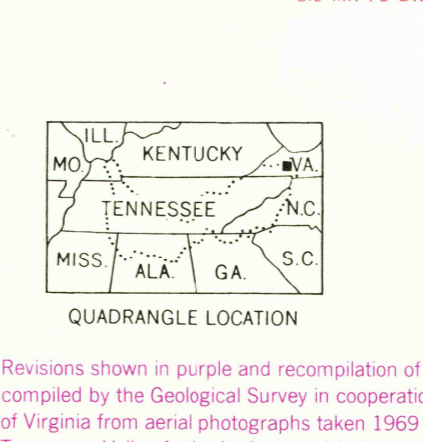 ILL.
MO.
KENTUCKY
VA.
TENNESSEE
N.C.
MISS.
ALA.
GA.
S.C.
QUADRANGLE LOCATION
Revisions shown in purple and recompilation of
compiled by the Geological Survey in cooperatio
of Virginia from aerial photographs taken 1969